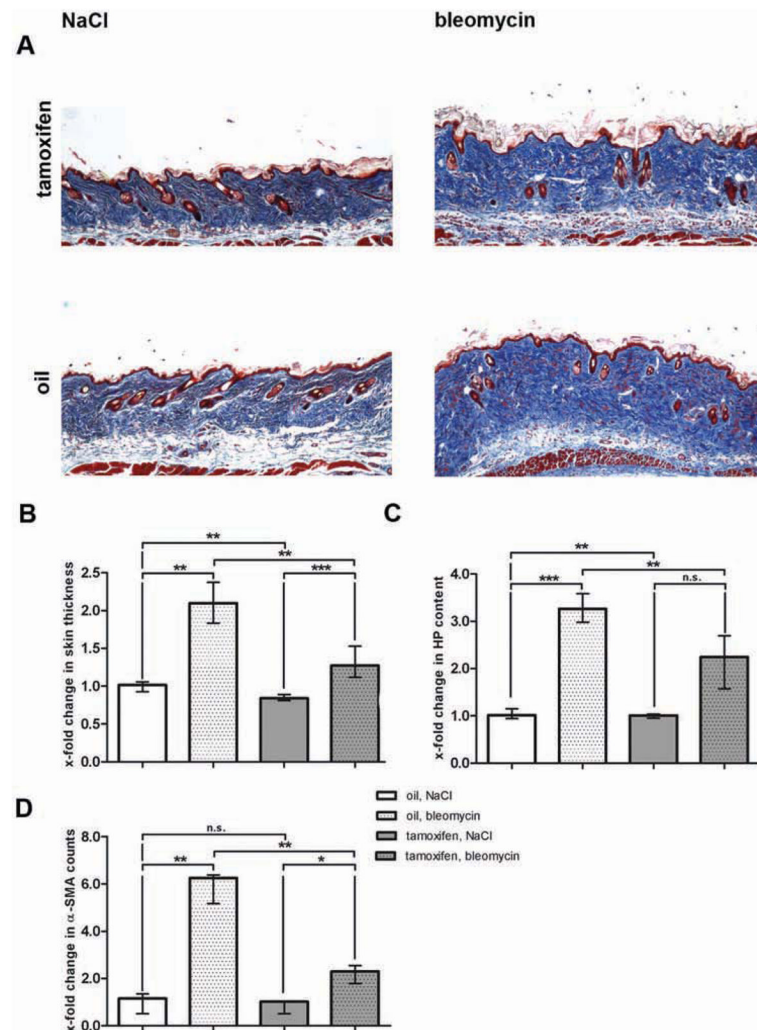 NaCl
bleomycin
A
tamoxifen
oil
B
x-fold change in skin thickness
2.5
2.0
1.5
1.0
0.5
0.0
**
**
**
***
C
x-fold change in HP content
4.0
3.0
2.0
1.0
0.0
**
**
***
n.s.
D
x-fold change in α-SMA counts
8.0
6.0
4.0
2.0
0.0
n.s.
**
**
*
oil, NaCl
oil, bleomycin
tamoxifen, NaCl
tamoxifen, bleomycin